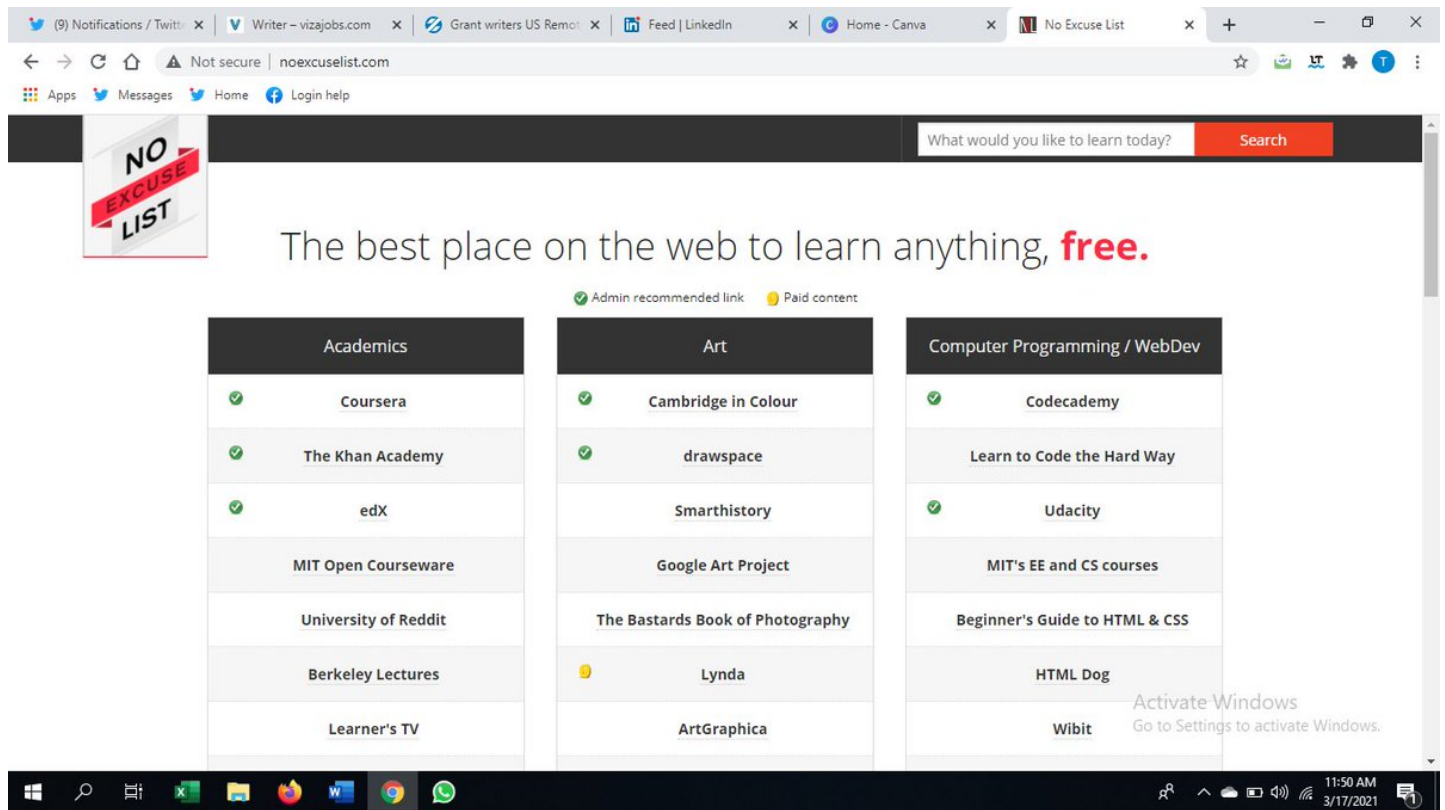 (9) Notifications / Twitte
Writer – vizajobs.com
Grant writers US Remot
Feed | LinkedIn
Home - Canva
No Excuse List
Not secure | noexcuselist.com
Apps Messages Home Login help
NO
EXCUSE
LIST
What would you like to learn today? Search
The best place on the web to learn anything, free.
Admin recommended link Paid content
Academics
Coursera
The Khan Academy
edX
MIT Open Courseware
University of Reddit
Berkeley Lectures
Learner's TV
Art
Cambridge in Colour
drawspace
Smarthistory
Google Art Project
The Bastards Book of Photography
Lynda
ArtGraphica
Computer Programming / WebDev
Codecademy
Learn to Code the Hard Way
Udacity
MIT's EE and CS courses
Beginner's Guide to HTML & CSS
HTML Dog
Wibit
Activate Windows
Go to Settings to activate Windows.
11:50 AM
3/17/2021